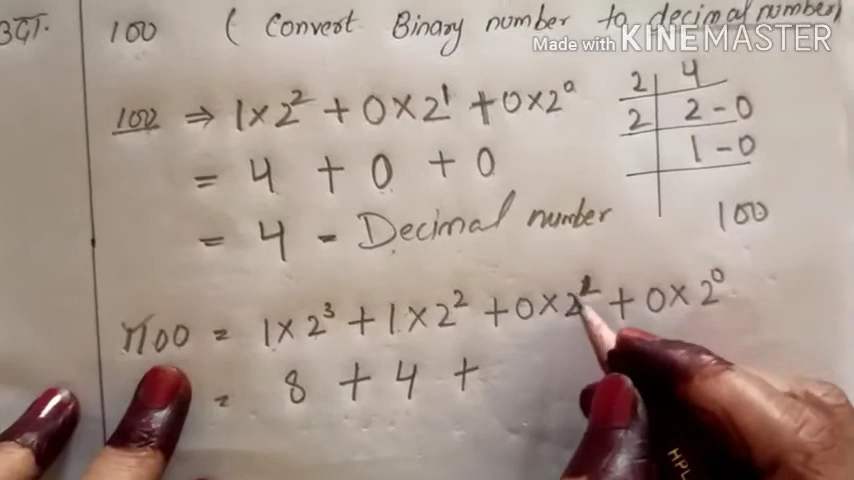 उदा. 100 ( Convert Binary number to decimal number)
Made with KINEMASTER
100 ⇒ 1×2² + 0×2¹ + 0×2⁰
= 4 + 0 + 0
= 4 - Decimal number
2 | 4
2 | 2 - 0
1 - 0
100
1100 = 1×2³ + 1×2² + 0×2¹ + 0×2⁰
= 8 + 4 +
HPL